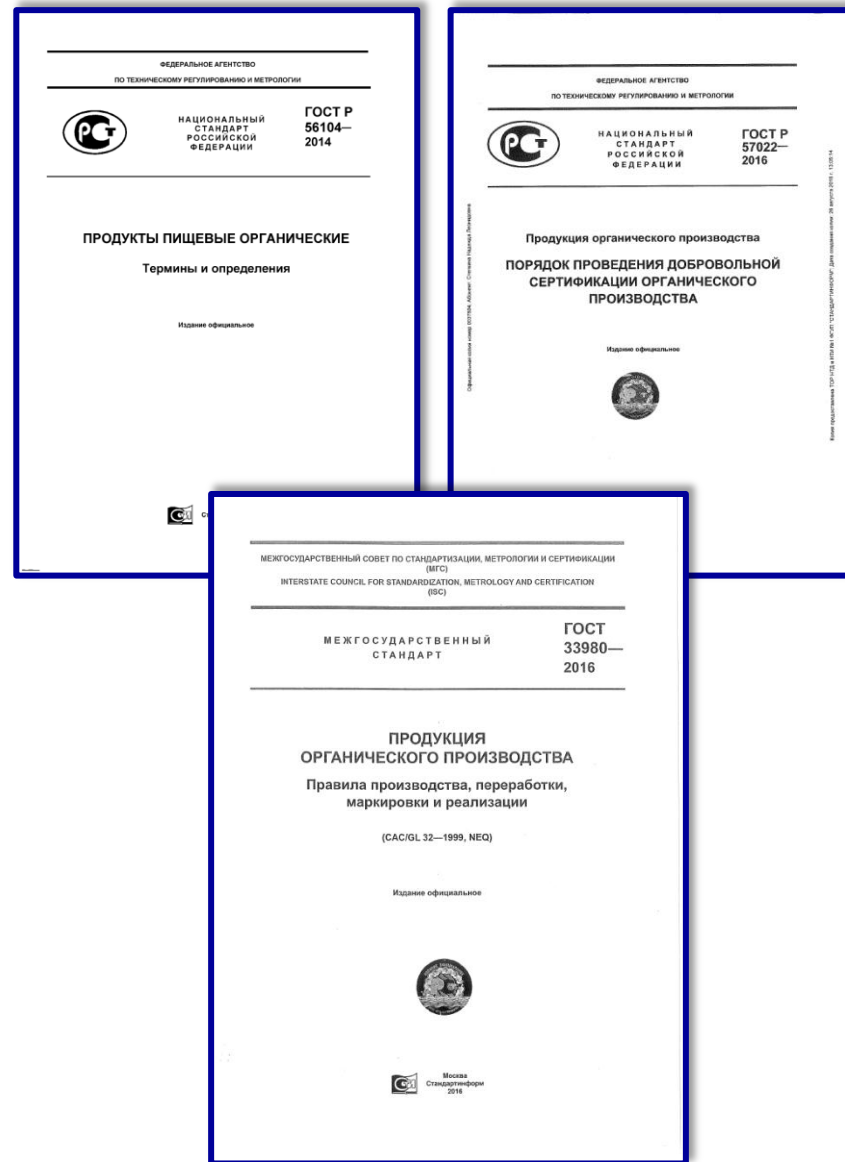 ФЕДЕРАЛЬНОЕ АГЕНТСТВО
ПО ТЕХНИЧЕСКОМУ РЕГУЛИРОВАНИЮ И МЕТРОЛОГИИ
НАЦИОНАЛЬНЫЙ
СТАНДАРТ
РОССИЙСКОЙ
ФЕДЕРАЦИИ
ГОСТ Р
56104—
2014
ПРОДУКТЫ ПИЩЕВЫЕ ОРГАНИЧЕСКИЕ
Термины и определения
Издание официальное
ФЕДЕРАЛЬНОЕ АГЕНТСТВО
ПО ТЕХНИЧЕСКОМУ РЕГУЛИРОВАНИЮ И МЕТРОЛОГИИ
НАЦИОНАЛЬНЫЙ
СТАНДАРТ
РОССИЙСКОЙ
ФЕДЕРАЦИИ
ГОСТ Р
57022—
2016
Продукция органического производства
ПОРЯДОК ПРОВЕДЕНИЯ ДОБРОВОЛЬНОЙ
СЕРТИФИКАЦИИ ОРГАНИЧЕСКОГО
ПРОИЗВОДСТВА
Издание официальное
МЕЖГОСУДАРСТВЕННЫЙ СОВЕТ ПО СТАНДАРТИЗАЦИИ, МЕТРОЛОГИИ И СЕРТИФИКАЦИИ
(МГС)
INTERSTATE COUNCIL FOR STANDARDIZATION, METROLOGY AND CERTIFICATION
(ISC)
МЕЖГОСУДАРСТВЕННЫЙ
СТАНДАРТ
ГОСТ
33980—
2016
ПРОДУКЦИЯ
ОРГАНИЧЕСКОГО ПРОИЗВОДСТВА
Правила производства, переработки,
маркировки и реализации
(CAC/GL 32—1999, NEQ)
Издание официальное
Москва
Стандартинформ
2016